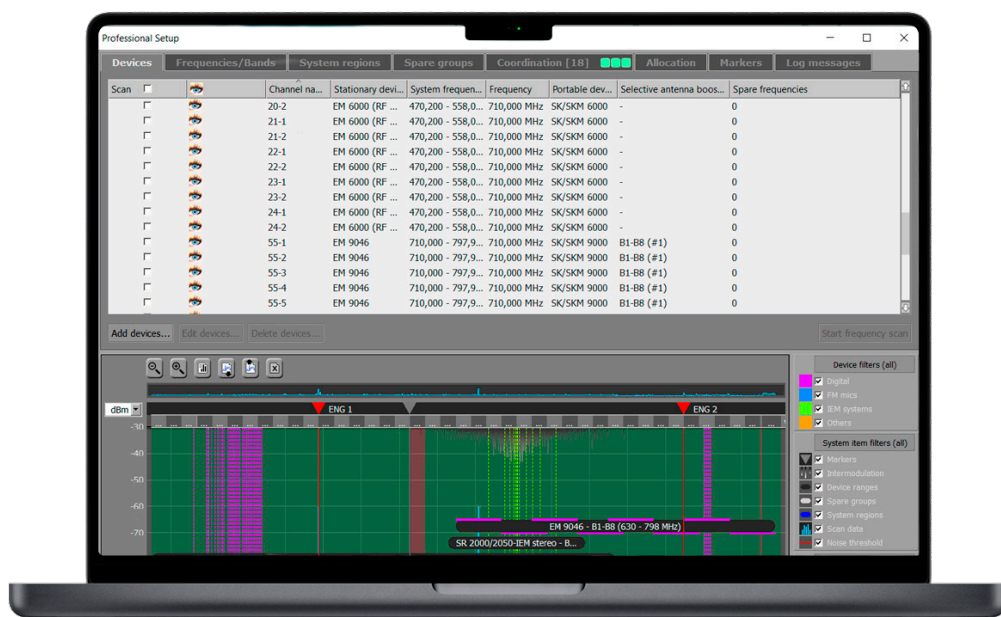 Professional Setup
Devices Frequencies/Bands System regions Spare groups Coordination [18] Allocation Markers Log messages
Scan Channel na... Stationary devi... System frequen... Frequency Portable dev... Selective antenna boos... Spare frequencies
20-2 EM 6000 (RF ... 470,200 - 558,0... 710,000 MHz SK/SKM 6000 - 0
21-1 EM 6000 (RF ... 470,200 - 558,0... 710,000 MHz SK/SKM 6000 - 0
21-2 EM 6000 (RF ... 470,200 - 558,0... 710,000 MHz SK/SKM 6000 - 0
22-1 EM 6000 (RF ... 470,200 - 558,0... 710,000 MHz SK/SKM 6000 - 0
22-2 EM 6000 (RF ... 470,200 - 558,0... 710,000 MHz SK/SKM 6000 - 0
23-1 EM 6000 (RF ... 470,200 - 558,0... 710,000 MHz SK/SKM 6000 - 0
23-2 EM 6000 (RF ... 470,200 - 558,0... 710,000 MHz SK/SKM 6000 - 0
24-1 EM 6000 (RF ... 470,200 - 558,0... 710,000 MHz SK/SKM 6000 - 0
24-2 EM 6000 (RF ... 470,200 - 558,0... 710,000 MHz SK/SKM 6000 - 0
55-1 EM 9046 710,000 - 797,9... 710,000 MHz SK/SKM 9000 B1-B8 (#1) 0
55-2 EM 9046 710,000 - 797,9... 710,000 MHz SK/SKM 9000 B1-B8 (#1) 0
55-3 EM 9046 710,000 - 797,9... 710,000 MHz SK/SKM 9000 B1-B8 (#1) 0
55-4 EM 9046 710,000 - 797,9... 710,000 MHz SK/SKM 9000 B1-B8 (#1) 0
55-5 EM 9046 710,000 - 797,9... 710,000 MHz SK/SKM 9000 B1-B8 (#1) 0
Add devices... Edit devices... Delete devices... Start frequency scan
Device filters (all)
Digital
FM mics
IEM systems
Others
System item filters (all)
Markers
Intermodulation
Device ranges
Spare groups
System regions
Scan data
Noise threshold
dBm ENG 1 ENG 2
-30
-40
-50
-60
-70
EM 9046 - B1-B8 (630 - 798 MHz)
SR 2000/2050-IEM stereo - B...